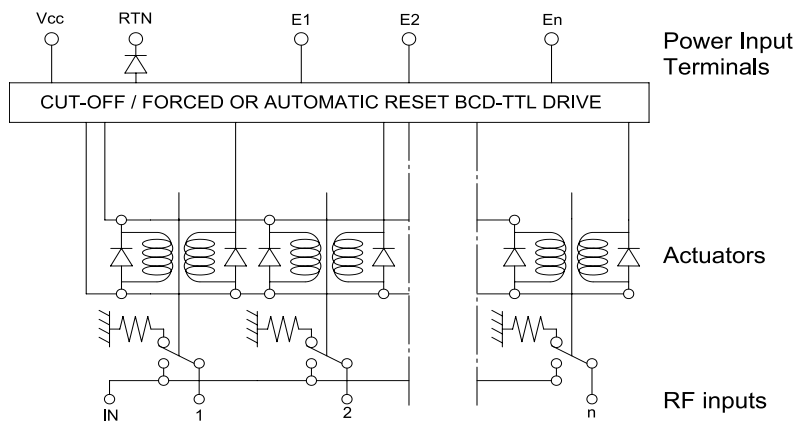 Vcc RTN E1 E2 En
Power Input
Terminals
CUT-OFF / FORCED OR AUTOMATIC RESET BCD-TTL DRIVE
Actuators
IN 1 2 n
RF inputs